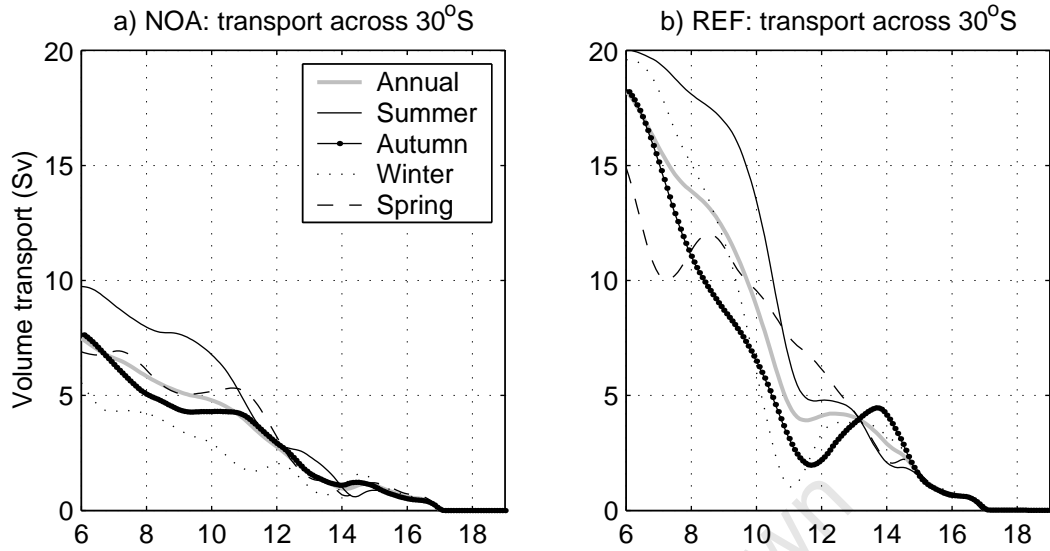 a) NOA: transport across 30°S
b) REF: transport across 30°S
Volume transport (Sv)
20
15
10
5
0
Annual
Summer
Autumn
Winter
Spring
6 8 10 12 14 16 18
20
15
10
5
0
6 8 10 12 14 16 18